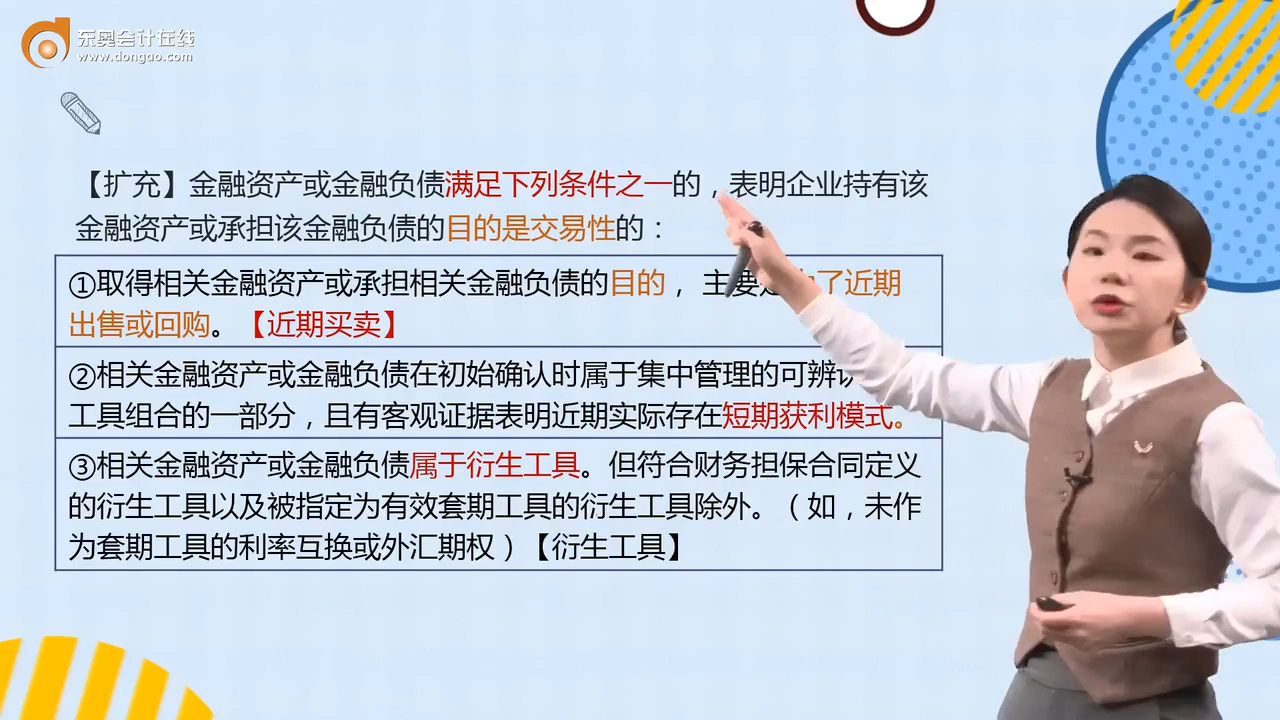 东奥会计在线
www.dongao.com
【扩充】金融资产或金融负债满足下列条件之一的，表明企业持有该
金融资产或承担该金融负债的目的是交易性的：
①取得相关金融资产或承担相关金融负债的目的，主要了近期
出售或回购。【近期买卖】
②相关金融资产或金融负债在初始确认时属于集中管理的可辨
工具组合的一部分，且有客观证据表明近期实际存在短期获利模式。
③相关金融资产或金融负债属于衍生工具。但符合财务担保合同定义
的衍生工具以及被指定为有效套期工具的衍生工具除外。（如，未作
为套期工具的利率互换或外汇期权）【衍生工具】